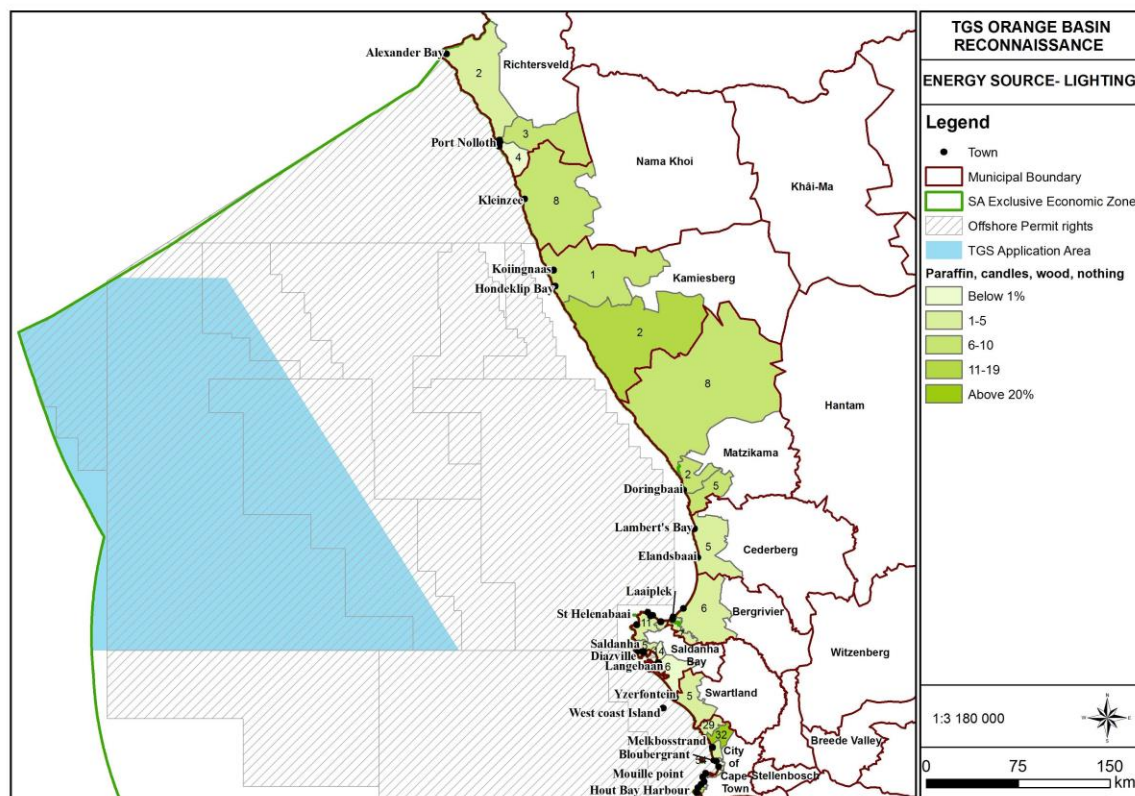 Alexander Bay
2
Richtersveld
3
Port Nolloth
4
Nama Khoi
Khâi-Ma
Kleinzee
8
Koiingnaas
1
Kamiesberg
Hondeklip Bay
2
8
Hantam
Matzikama
2
5
Doringbaai
Lambert's Bay
5
Cederberg
Elandsbaai
Laaiplek
6
Bergrivier
St Helenabaai
11
Witzenberg
Saldanha
5
Diazville
4
Saldanha
Bay
Langebaan
6
Swartland
Yzerfontein
5
West coast Island
29
32
Melkbosstrand
Bloubergrant
City
of
Cape
Town
Breede Valley
Mouille point
Stellenbosch
Hout Bay Harbour
TGS ORANGE BASIN
RECONNAISSANCE
ENERGY SOURCE- LIGHTING
Legend
Town
Municipal Boundary
SA Exclusive Economic Zone
Offshore Permit rights
TGS Application Area
Paraffin, candles, wood, nothing
Below 1%
1-5
6-10
11-19
Above 20%
1:3 180 000
N
W
E
S
0 75 150
km